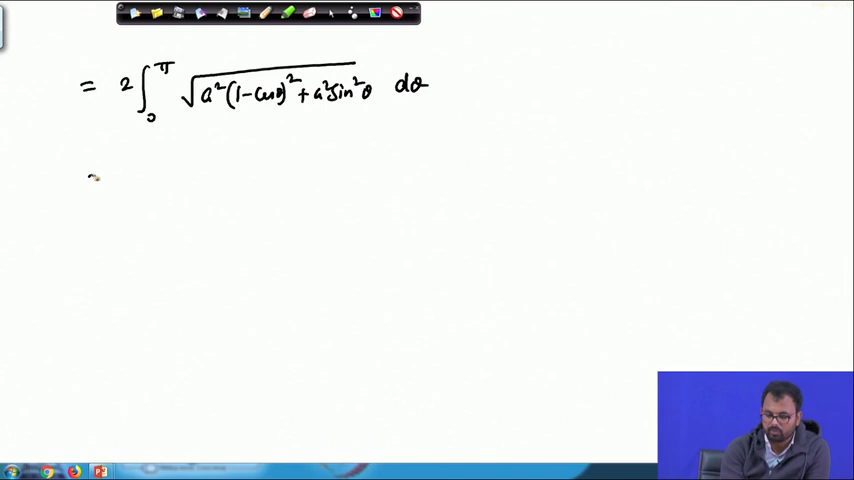 = 2 ∫₀^π √(a²(1-cosθ)² + a²sin²θ) dθ
=